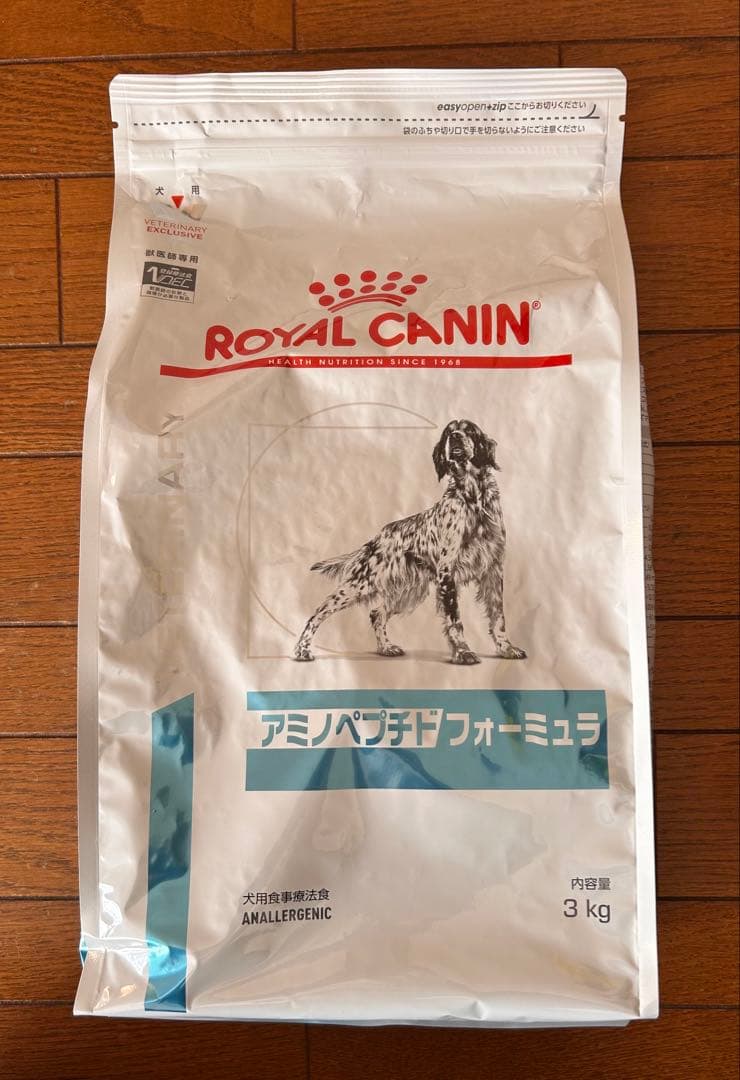 easyopen+zip ここからお切りください
袋のふちや切り口で手を切らないようにご注意ください
犬 用
VETERINARY
EXCLUSIVE
獣医師専用
ROYAL CANIN®
HEALTH NUTRITION SINCE 1968
アミノペプチド フォーミュラ
犬用食事療法食
ANALLERGENIC
内容量
3 kg